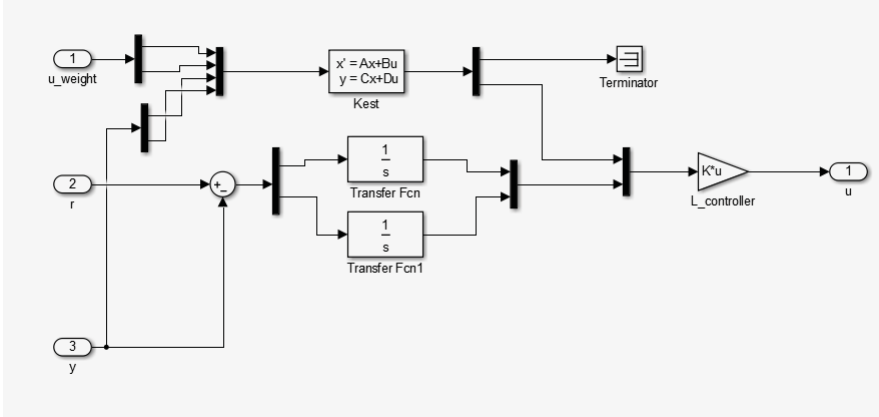 1
u_weight
x' = Ax+Bu
y = Cx+Du
Kest
Terminator
2
r
+
−
1
s
Transfer Fcn
1
s
Transfer Fcn1
K*u
L_controller
1
u
3
y